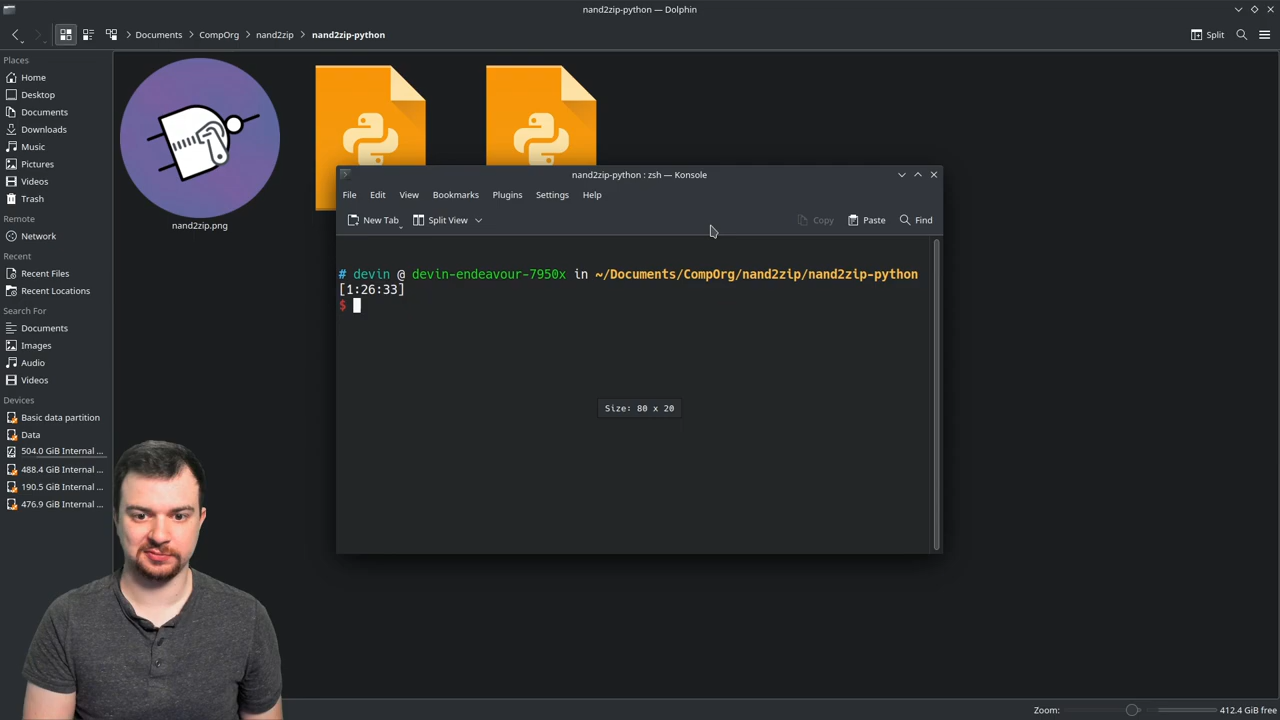 nand2zip-python — Dolphin
Documents
CompOrg
nand2zip
nand2zip-python
Split
Places
Home
Desktop
Documents
Downloads
Music
Pictures
Videos
Trash
Remote
Network
Recent
Recent Files
Recent Locations
Search For
Documents
Images
Audio
Videos
Devices
Basic data partition
Data
504.0 GiB Internal ...
488.4 GiB Internal ...
190.5 GiB Internal ...
476.9 GiB Internal ...
nand2zip.png
nand2zip-python : zsh — Konsole
File Edit View Bookmarks Plugins Settings Help
New Tab Split View Copy Paste Find
# devin @ devin-endeavour-7950x in ~/Documents/CompOrg/nand2zip/nand2zip-python
[1:26:33]
$
Size: 80 x 20
Zoom:
412.4 GiB free